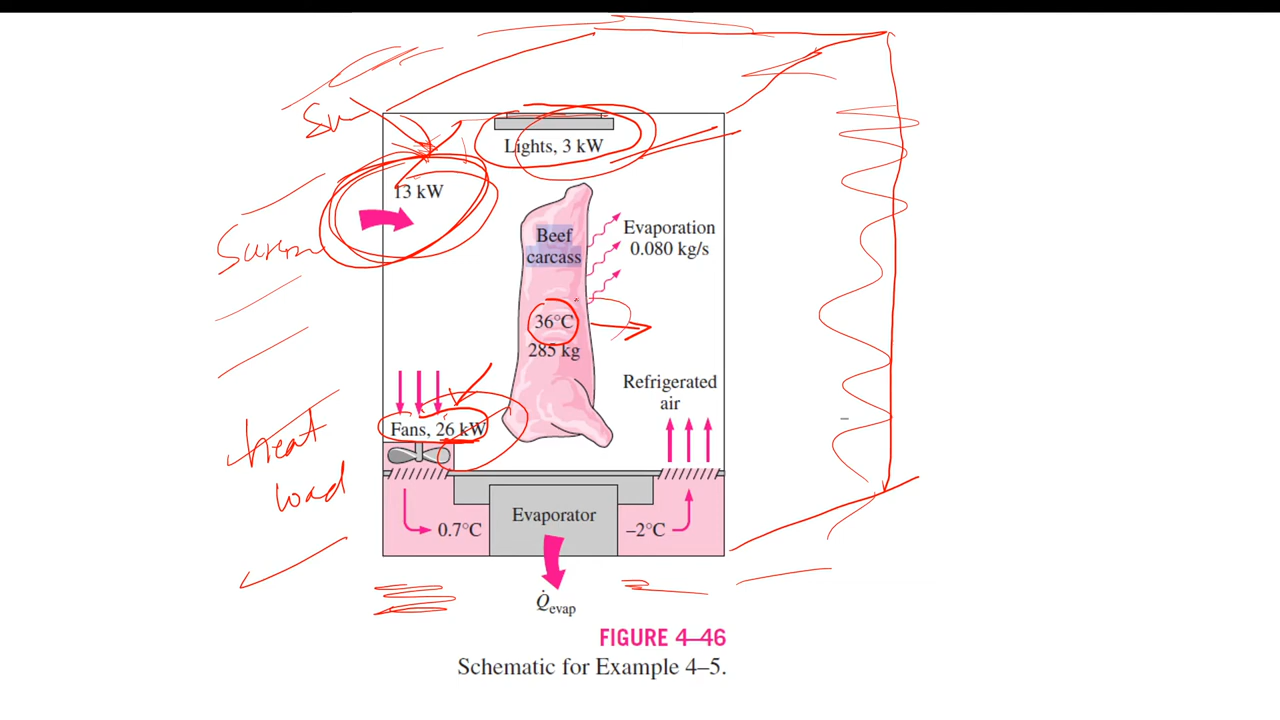 Lights, 3 kW
13 kW
Beef
carcass
Evaporation
0.080 kg/s
36°C
285 kg
Refrigerated
air
Fans, 26 kW
heat
load
0.7°C
Evaporator
–2°C
Q̇evap
FIGURE 4–46
Schematic for Example 4–5.